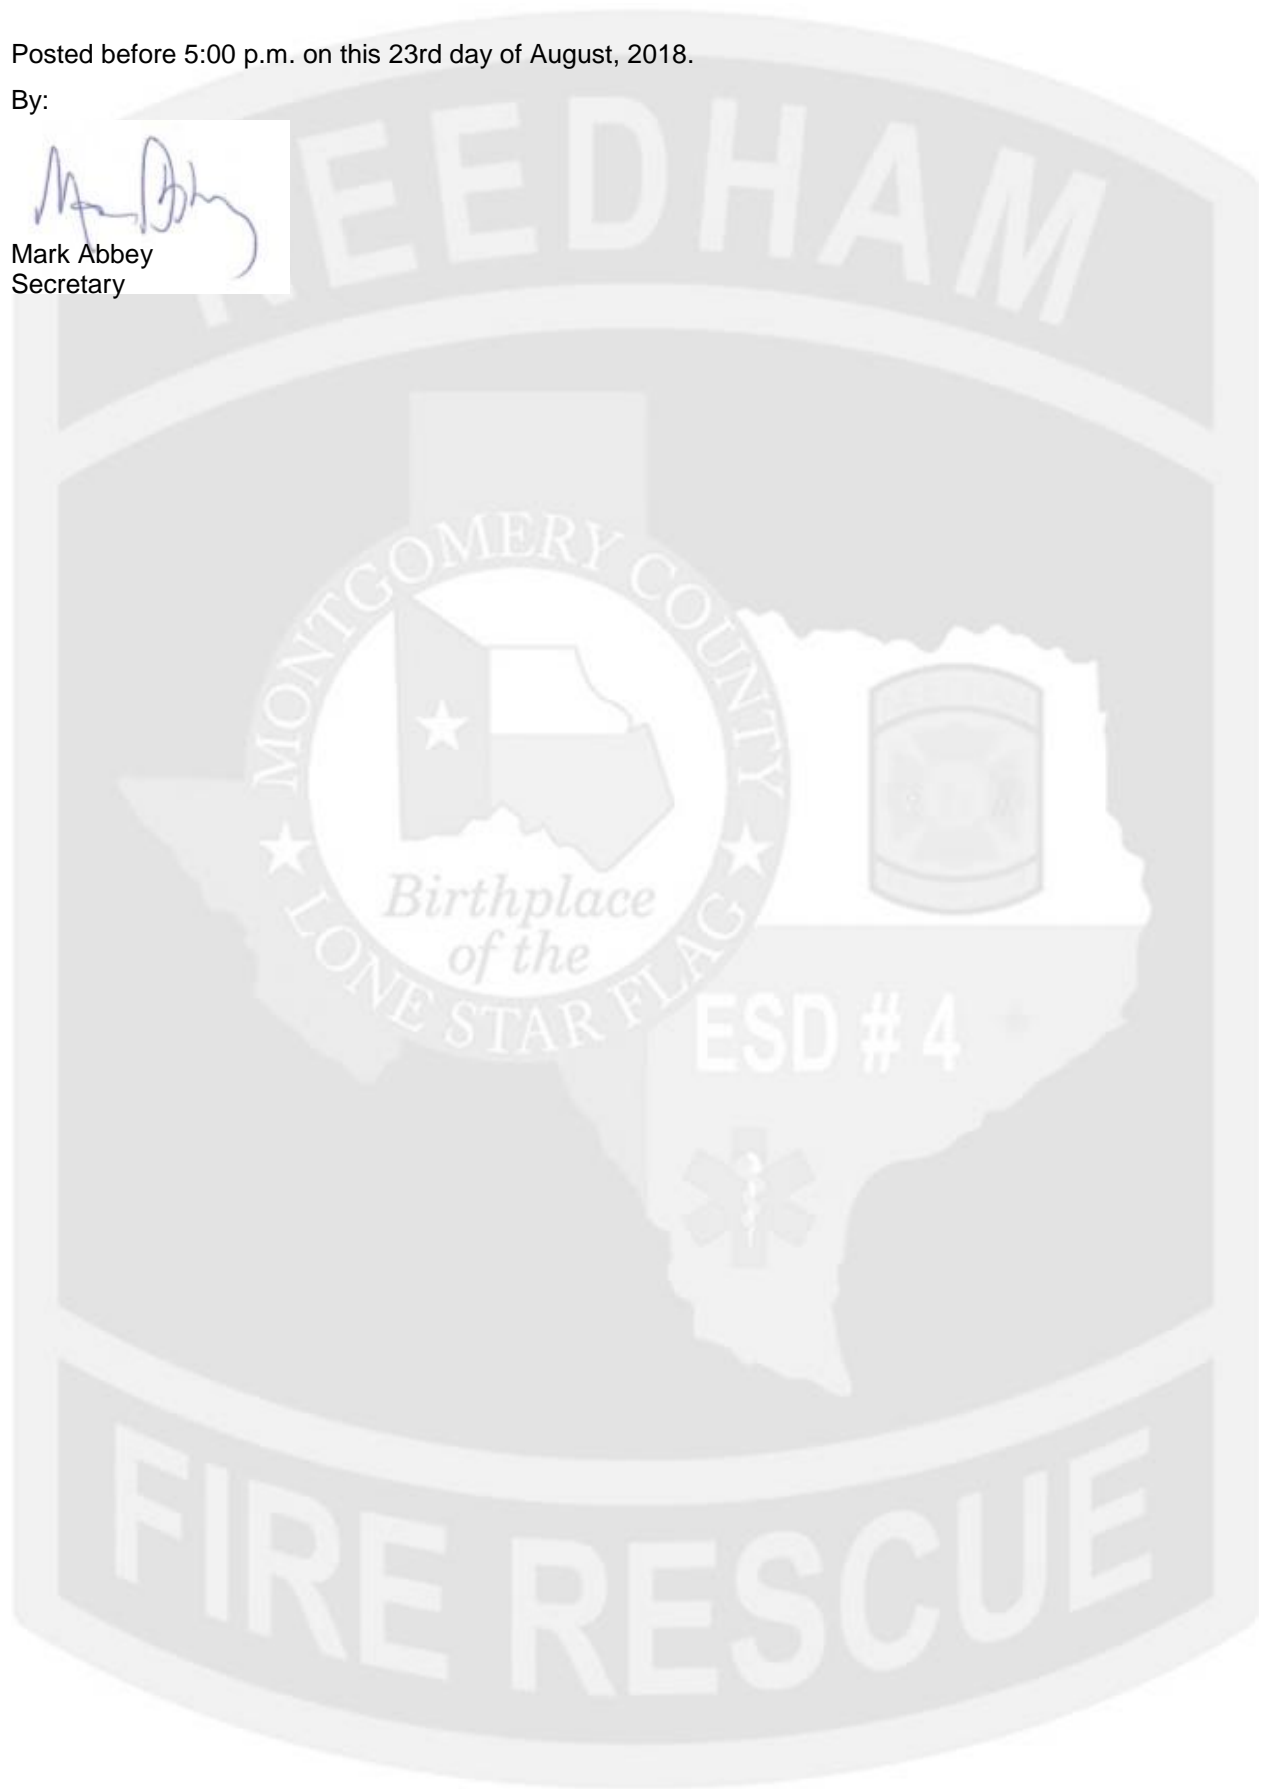 Posted before 5:00 p.m. on this 23rd day of August, 2018.
By:
Mark Abbey
Secretary
NEEDHAM
MONTGOMERY COUNTY
Birthplace
of the
LONE STAR FLAG
ESD # 4
FIRE RESCUE